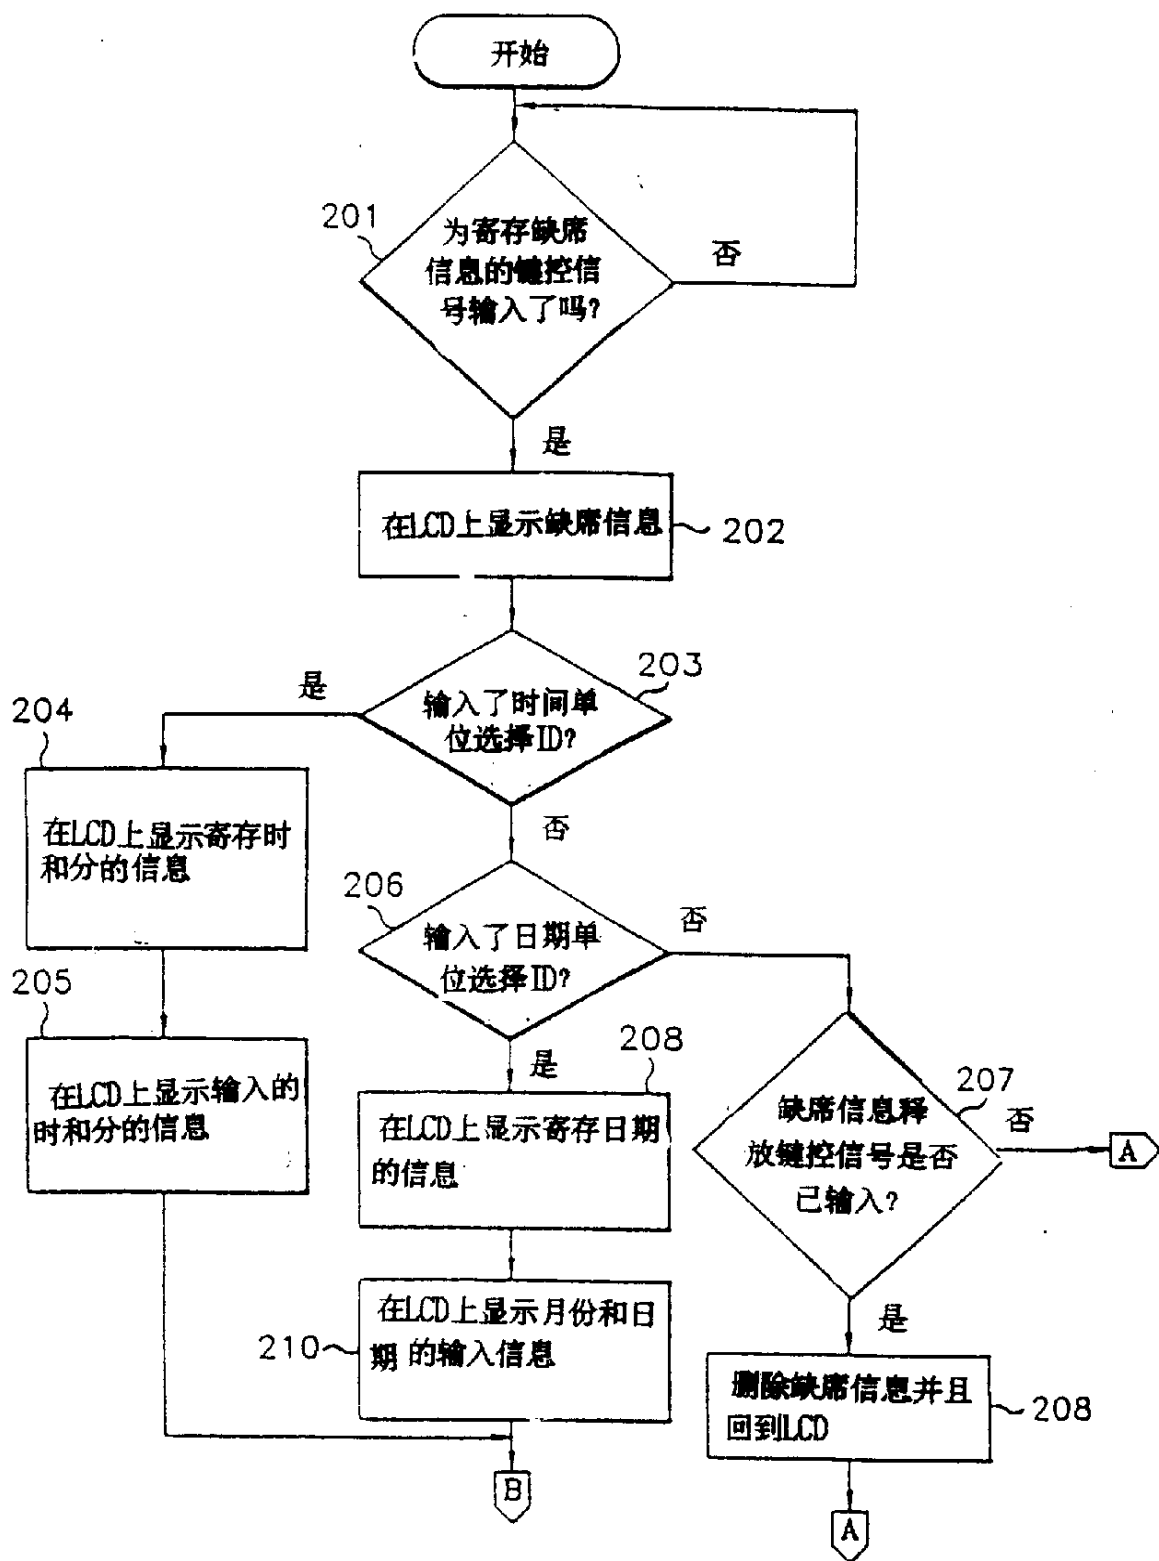 开始
201
为寄存缺席
信息的键控信
号输入了吗?
否
是
在LCD上显示缺席信息
202
203
是
输入了时间单
位选择ID?
204
否
在LCD上显示寄存时
和分的信息
206
否
输入了日期单
位选择ID?
205
208
是
207
在LCD上显示输入的
时和分的信息
在LCD上显示寄存日期
的信息
缺席信息释
放键控信号是否
已输入?
否
A
在LCD上显示月份和日
期的输入信息
210
是
删除缺席信息并且
回到LCD
208
B
A